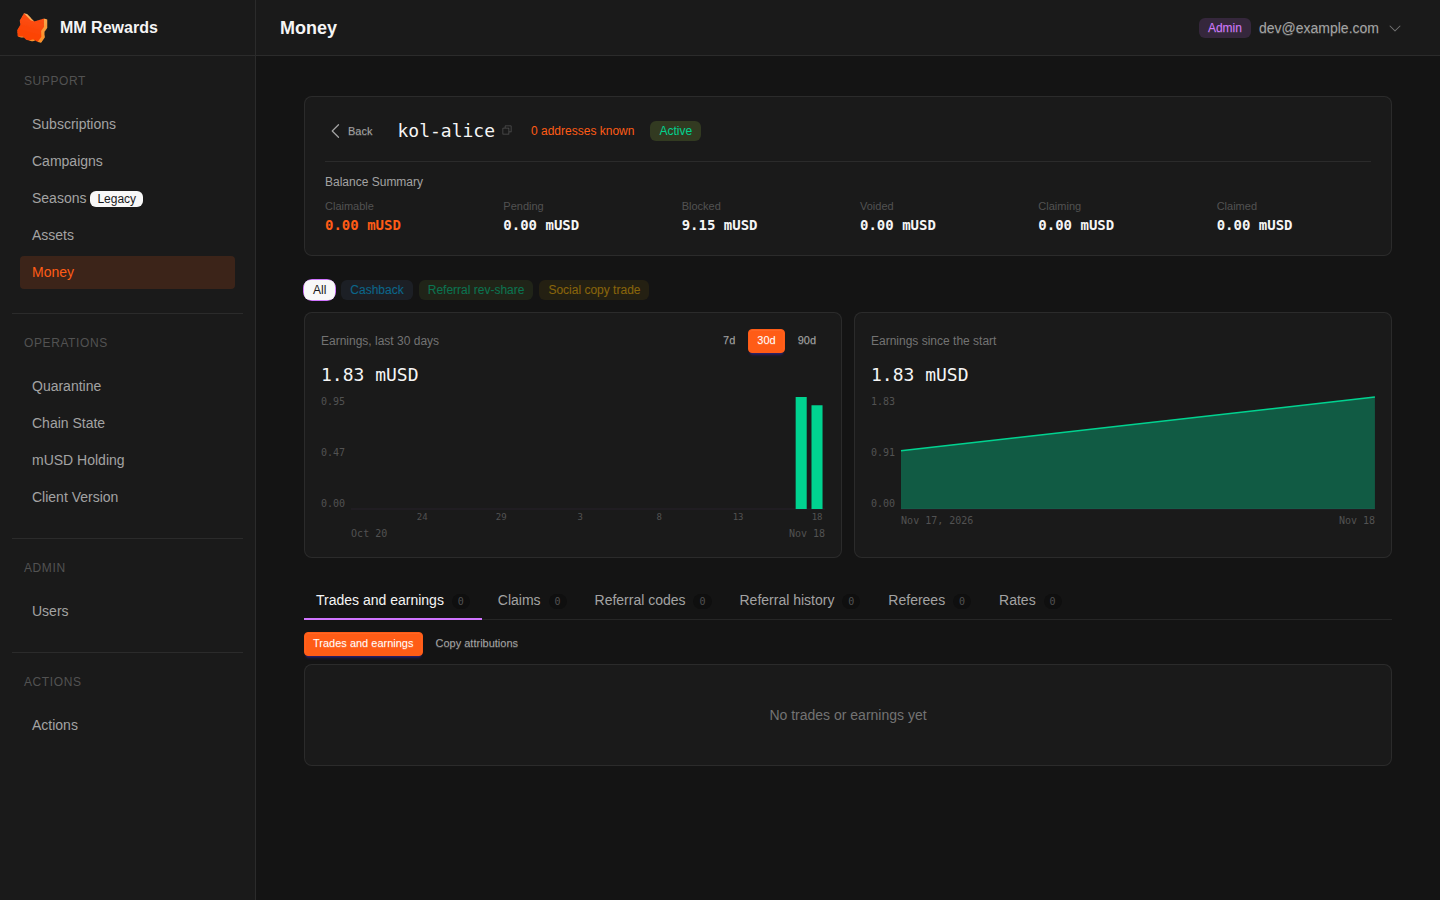 MM Rewards
Money
Admin dev@example.com
SUPPORT
Subscriptions
Campaigns
Seasons Legacy
Assets
Money
OPERATIONS
Quarantine
Chain State
mUSD Holding
Client Version
ADMIN
Users
ACTIONS
Actions
Back kol-alice 0 addresses known Active
Balance Summary
Claimable Pending Blocked Voided Claiming Claimed
0.00 mUSD 0.00 mUSD 9.15 mUSD 0.00 mUSD 0.00 mUSD 0.00 mUSD
All Cashback Referral rev-share Social copy trade
Earnings, last 30 days 7d 30d 90d
1.83 mUSD
0.95
0.47
0.00
24 29 3 8 13 18
Oct 20 Nov 18
Earnings since the start
1.83 mUSD
1.83
0.91
0.00
Nov 17, 2026 Nov 18
Trades and earnings 0 Claims 0 Referral codes 0 Referral history 0 Referees 0 Rates 0
Trades and earnings Copy attributions
No trades or earnings yet